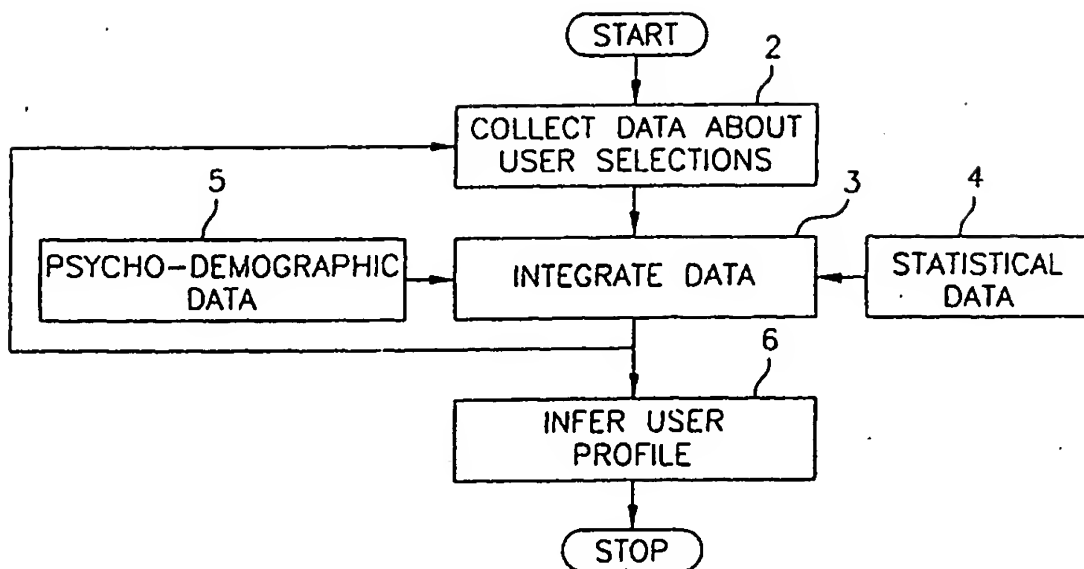 START
2
COLLECT DATA ABOUT
USER SELECTIONS
5
3
4
PSYCHO-DEMOGRAPHIC
DATA
INTEGRATE DATA
STATISTICAL
DATA
6
INFER USER
PROFILE
STOP